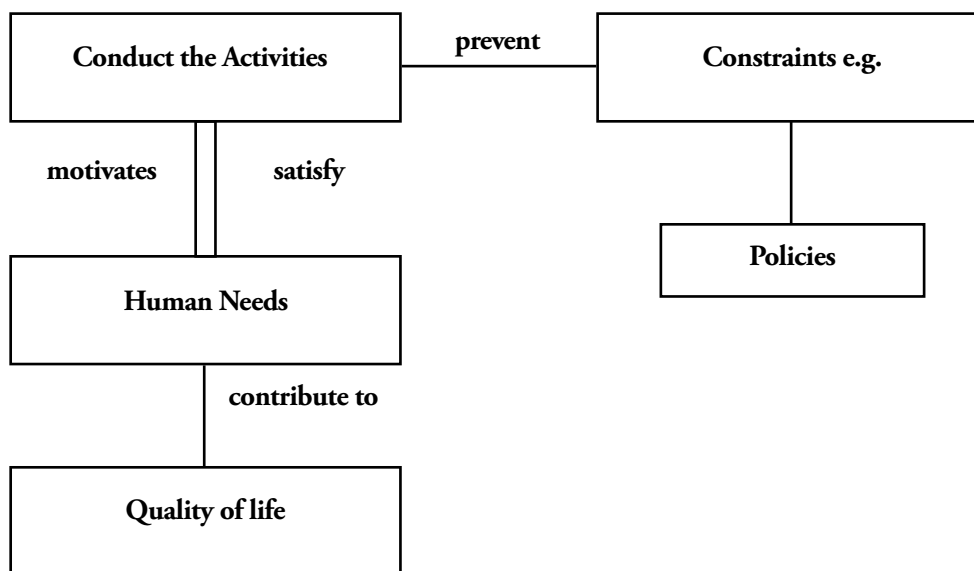 Conduct the Activities
prevent
Constraints e.g.
motivates
satisfy
Policies
Human Needs
contribute to
Quality of life